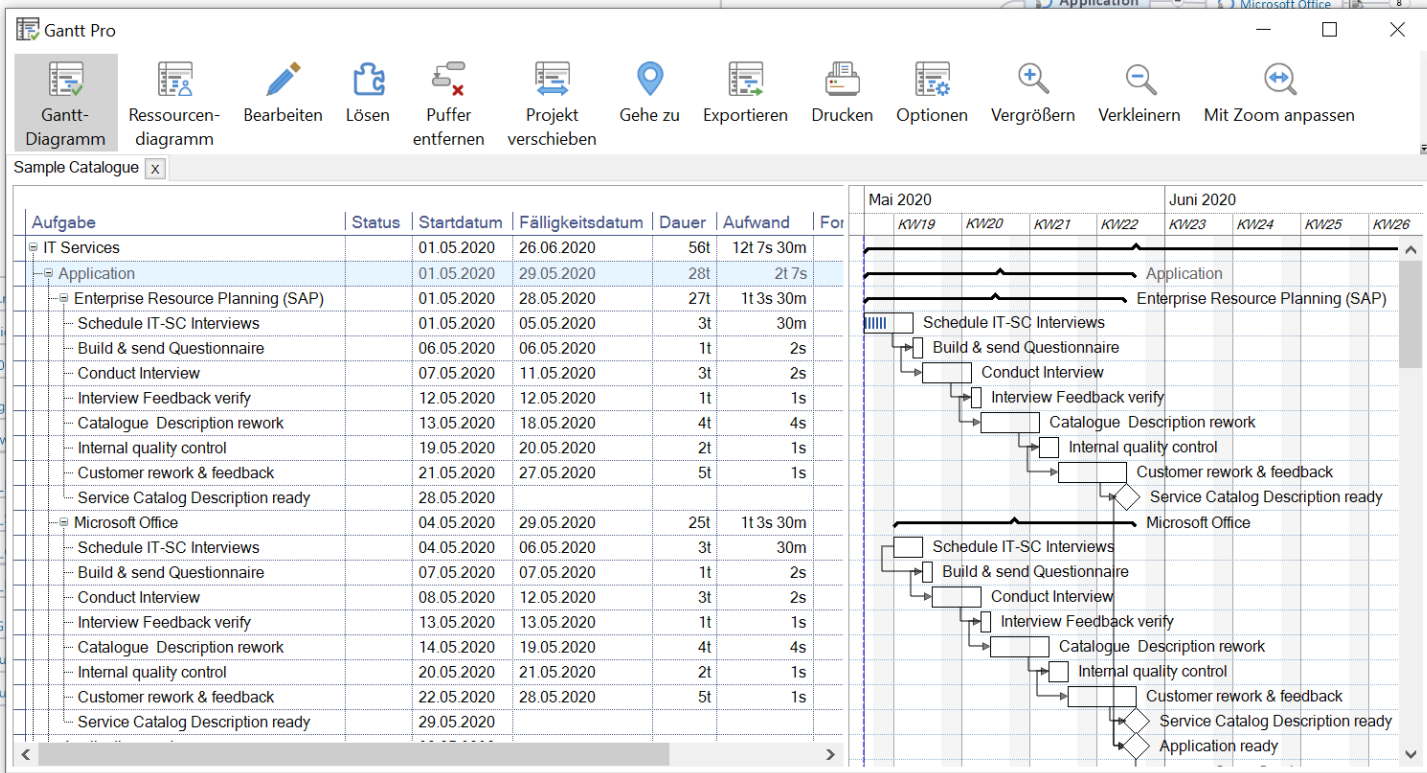 Application
Microsoft Office
8
Gantt Pro
Gantt-
Diagramm
Ressourcen-
diagramm
Bearbeiten
Lösen
Puffer
entfernen
Projekt
verschieben
Gehe zu
Exportieren
Drucken
Optionen
Vergrößern
Verkleinern
Mit Zoom anpassen
Sample Catalogue x
Mai 2020 Juni 2020
Aufgabe Status Startdatum Fälligkeitsdatum Dauer Aufwand For
KW19 KW20 KW21 KW22 KW23 KW24 KW25 KW26
IT Services 01.05.2020 26.06.2020 56t 12t 7s 30m
Application 01.05.2020 29.05.2020 28t 2t 7s Application
Enterprise Resource Planning (SAP) 01.05.2020 28.05.2020 27t 1t 3s 30m Enterprise Resource Planning (SAP)
Schedule IT-SC Interviews 01.05.2020 05.05.2020 3t 30m Schedule IT-SC Interviews
Build & send Questionnaire 06.05.2020 06.05.2020 1t 2s Build & send Questionnaire
Conduct Interview 07.05.2020 11.05.2020 3t 2s Conduct Interview
Interview Feedback verify 12.05.2020 12.05.2020 1t 1s Interview Feedback verify
Catalogue Description rework 13.05.2020 18.05.2020 4t 4s Catalogue Description rework
Internal quality control 19.05.2020 20.05.2020 2t 1s Internal quality control
Customer rework & feedback 21.05.2020 27.05.2020 5t 1s Customer rework & feedback
Service Catalog Description ready 28.05.2020 Service Catalog Description ready
Microsoft Office 04.05.2020 29.05.2020 25t 1t 3s 30m Microsoft Office
Schedule IT-SC Interviews 04.05.2020 06.05.2020 3t 30m Schedule IT-SC Interviews
Build & send Questionnaire 07.05.2020 07.05.2020 1t 2s Build & send Questionnaire
Conduct Interview 08.05.2020 12.05.2020 3t 2s Conduct Interview
Interview Feedback verify 13.05.2020 13.05.2020 1t 1s Interview Feedback verify
Catalogue Description rework 14.05.2020 19.05.2020 4t 4s Catalogue Description rework
Internal quality control 20.05.2020 21.05.2020 2t 1s Internal quality control
Customer rework & feedback 22.05.2020 28.05.2020 5t 1s Customer rework & feedback
Service Catalog Description ready 29.05.2020 Service Catalog Description ready
Application ready